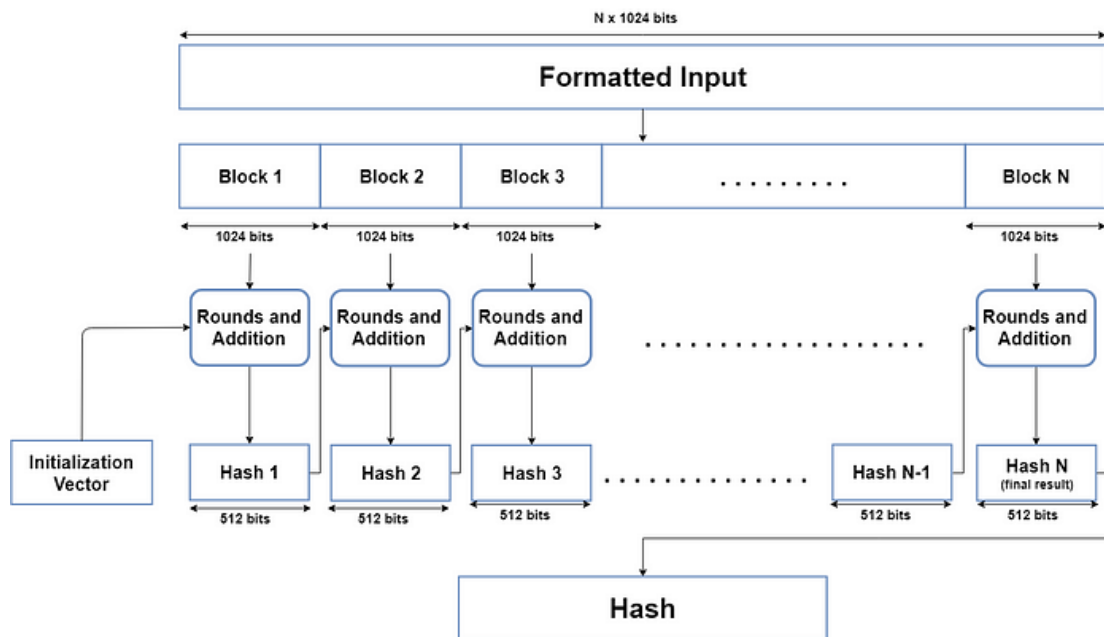 N x 1024 bits
Formatted Input
Block 1
Block 2
Block 3
. . . . . . . . .
Block N
1024 bits
1024 bits
1024 bits
1024 bits
Rounds and
Addition
Rounds and
Addition
Rounds and
Addition
Rounds and
Addition
Initialization
Vector
Hash 1
Hash 2
Hash 3
Hash N-1
Hash N
(final result)
512 bits
512 bits
512 bits
512 bits
512 bits
Hash